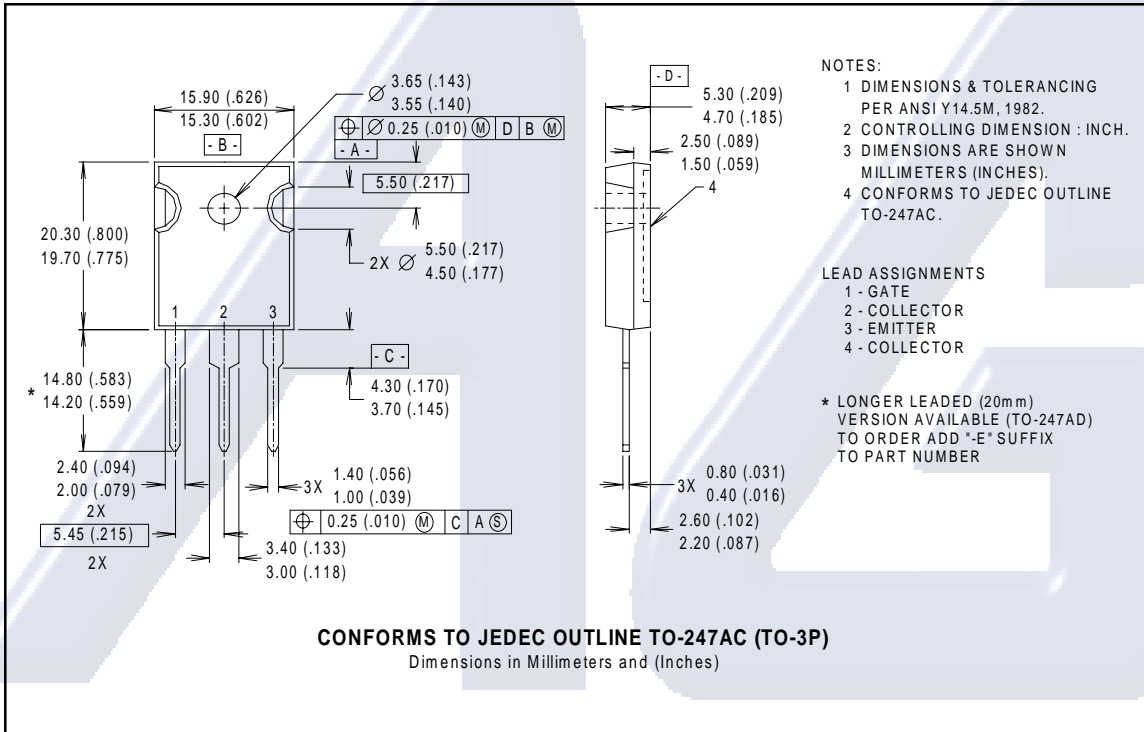 15.90 (.626)
15.30 (.602)
- B -
∅ 3.65 (.143)
3.55 (.140)
⌖ ∅ 0.25 (.010) Ⓜ D B Ⓜ
- A -
5.50 (.217)
20.30 (.800)
19.70 (.775)
2X ∅ 5.50 (.217)
4.50 (.177)
1 2 3
- C -
* 14.80 (.583)
14.20 (.559)
4.30 (.170)
3.70 (.145)
2.40 (.094)
2.00 (.079)
2X
5.45 (.215)
2X
3X 1.40 (.056)
1.00 (.039)
⌖ 0.25 (.010) Ⓜ C A Ⓢ
3.40 (.133)
3.00 (.118)
- D -
5.30 (.209)
4.70 (.185)
2.50 (.089)
1.50 (.059)
4
3X 0.80 (.031)
0.40 (.016)
2.60 (.102)
2.20 (.087)
NOTES:
1 DIMENSIONS & TOLERANCING
PER ANSI Y14.5M, 1982.
2 CONTROLLING DIMENSION : INCH.
3 DIMENSIONS ARE SHOWN
MILLIMETERS (INCHES).
4 CONFORMS TO JEDEC OUTLINE
TO-247AC.
LEAD ASSIGNMENTS
1 - GATE
2 - COLLECTOR
3 - EMITTER
4 - COLLECTOR
* LONGER LEADED (20mm)
VERSION AVAILABLE (TO-247AD)
TO ORDER ADD "-E" SUFFIX
TO PART NUMBER
CONFORMS TO JEDEC OUTLINE TO-247AC (TO-3P)
Dimensions in Millimeters and (Inches)